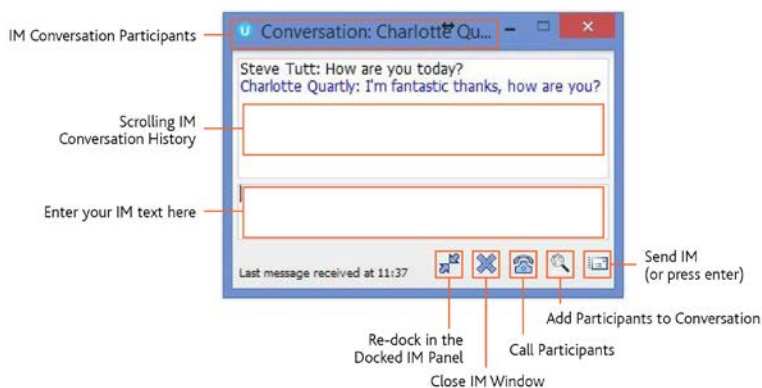 IM Conversation Participants
U Conversation: Charlotte Qu...
Steve Tutt: How are you today?
Charlotte Quartly: I'm fantastic thanks, how are you?
Scrolling IM
Conversation History
Enter your IM text here
Last message received at 11:37
Send IM
(or press enter)
Add Participants to Conversation
Re-dock in the
Docked IM Panel
Call Participants
Close IM Window